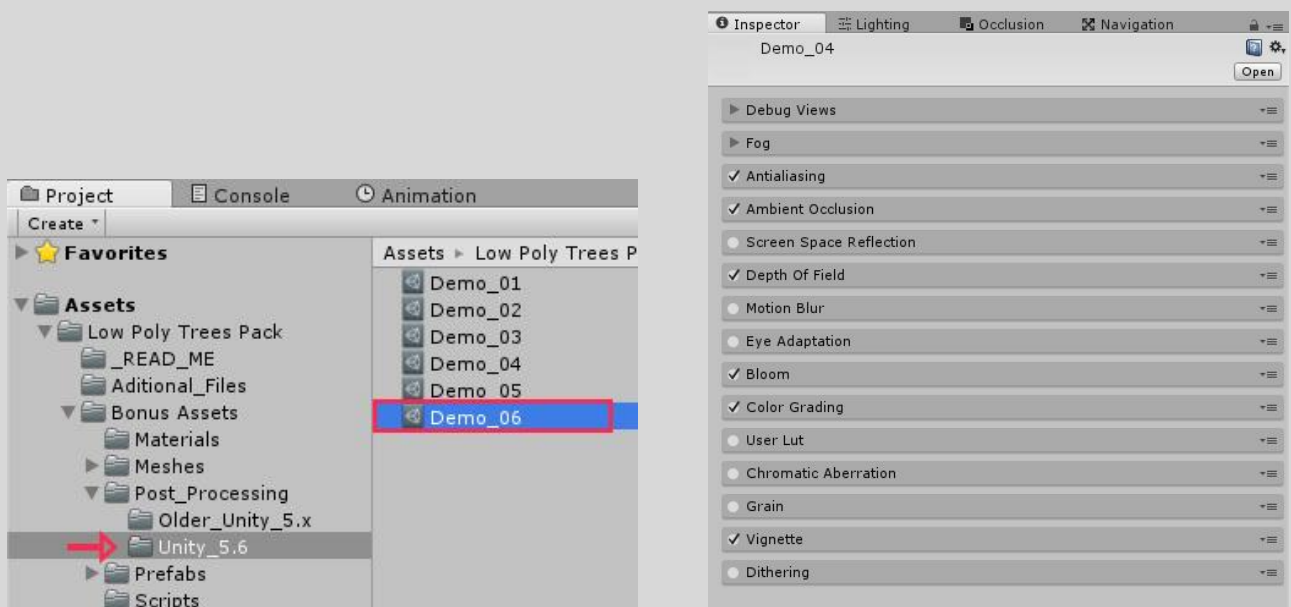 Project Console Animation
Create
Favorites
Assets
Low Poly Trees Pack
_READ_ME
Aditional_Files
Bonus Assets
Materials
Meshes
Post_Processing
Older_Unity_5.x
Unity_5.6
Prefabs
Scripts
Assets ▸ Low Poly Trees P
Demo_01
Demo_02
Demo_03
Demo_04
Demo_05
Demo_06
Inspector Lighting Occlusion Navigation
Demo_04
Open
Debug Views
Fog
Antialiasing
Ambient Occlusion
Screen Space Reflection
Depth Of Field
Motion Blur
Eye Adaptation
Bloom
Color Grading
User Lut
Chromatic Aberration
Grain
Vignette
Dithering